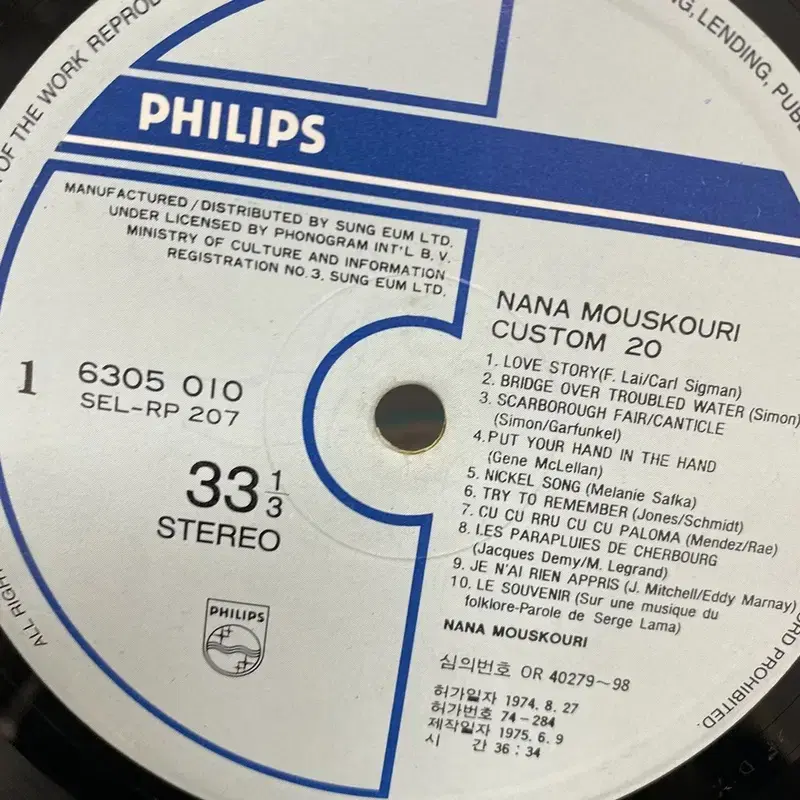 OF THE WORK REPROD
G, LENDING, PUB
PHILIPS
MANUFACTURED / DISTRIBUTED BY SUNG EUM LTD.
UNDER LICENSED BY PHONOGRAM INT'L B. V.
MINISTRY OF CULTURE AND INFORMATION
REGISTRATION NO. 3. SUNG EUM LTD.
1
6305 010
SEL-RP 207
33 1/3
STEREO
PHILIPS
NANA MOUSKOURI
CUSTOM 20
1. LOVE STORY(F. Lai/Carl Sigman)
2. BRIDGE OVER TROUBLED WATER (Simon)
3. SCARBOROUGH FAIR/CANTICLE
(Simon/Garfunkel)
4.PUT YOUR HAND IN THE HAND
(Gene McLellan)
5. NICKEL SONG (Melanie Safka)
6. TRY TO REMEMBER (Jones/Schmidt)
7. CU CU RRU CU CU PALOMA (Mendez/Rae)
8. LES PARAPLUIES DE CHERBOURG
(Jacques Demy/M. Legrand)
9. JE N'AI RIEN APPRIS (J. Mitchell/Eddy Marnay)
10. LE SOUVENIR (Sur une musique du
folklore-Parole de Serge Lama)
NANA MOUSKOURI
심의번호 OR 40279~98
허가일자 1974. 8. 27
허가번호 74-284
제작일자 1975. 6. 9
시 간 36 : 34
ALL RIGH
ORD PROHIBITED.